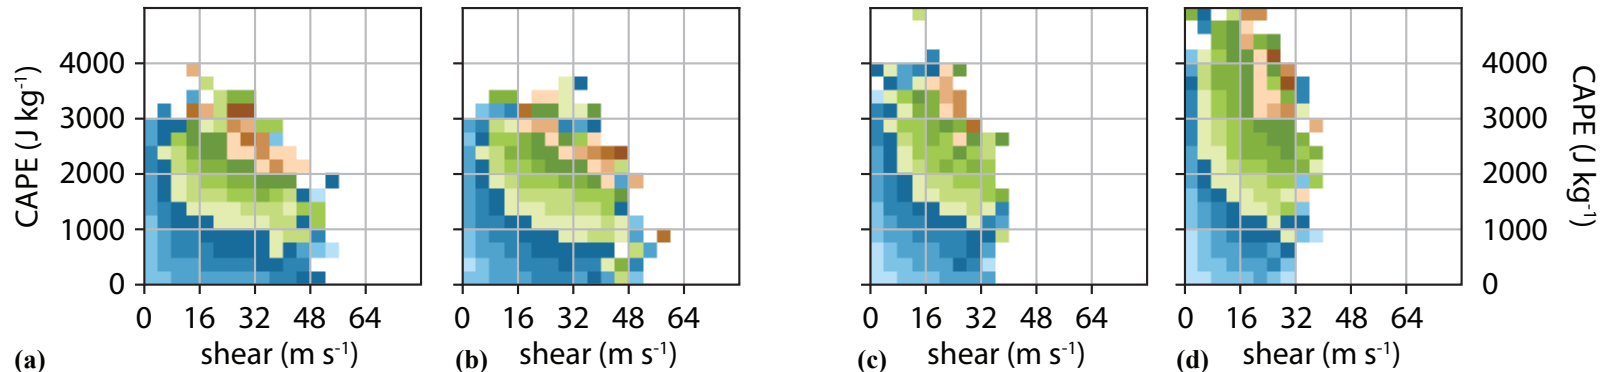 CAPE (J kg⁻¹)
4000
3000
2000
1000
0
0 16 32 48 64
shear (m s⁻¹)
(a)
0 16 32 48 64
shear (m s⁻¹)
(b)
0 16 32 48 64
shear (m s⁻¹)
(c)
0 16 32 48 64
shear (m s⁻¹)
(d)
4000
3000
2000
1000
0
CAPE (J kg⁻¹)